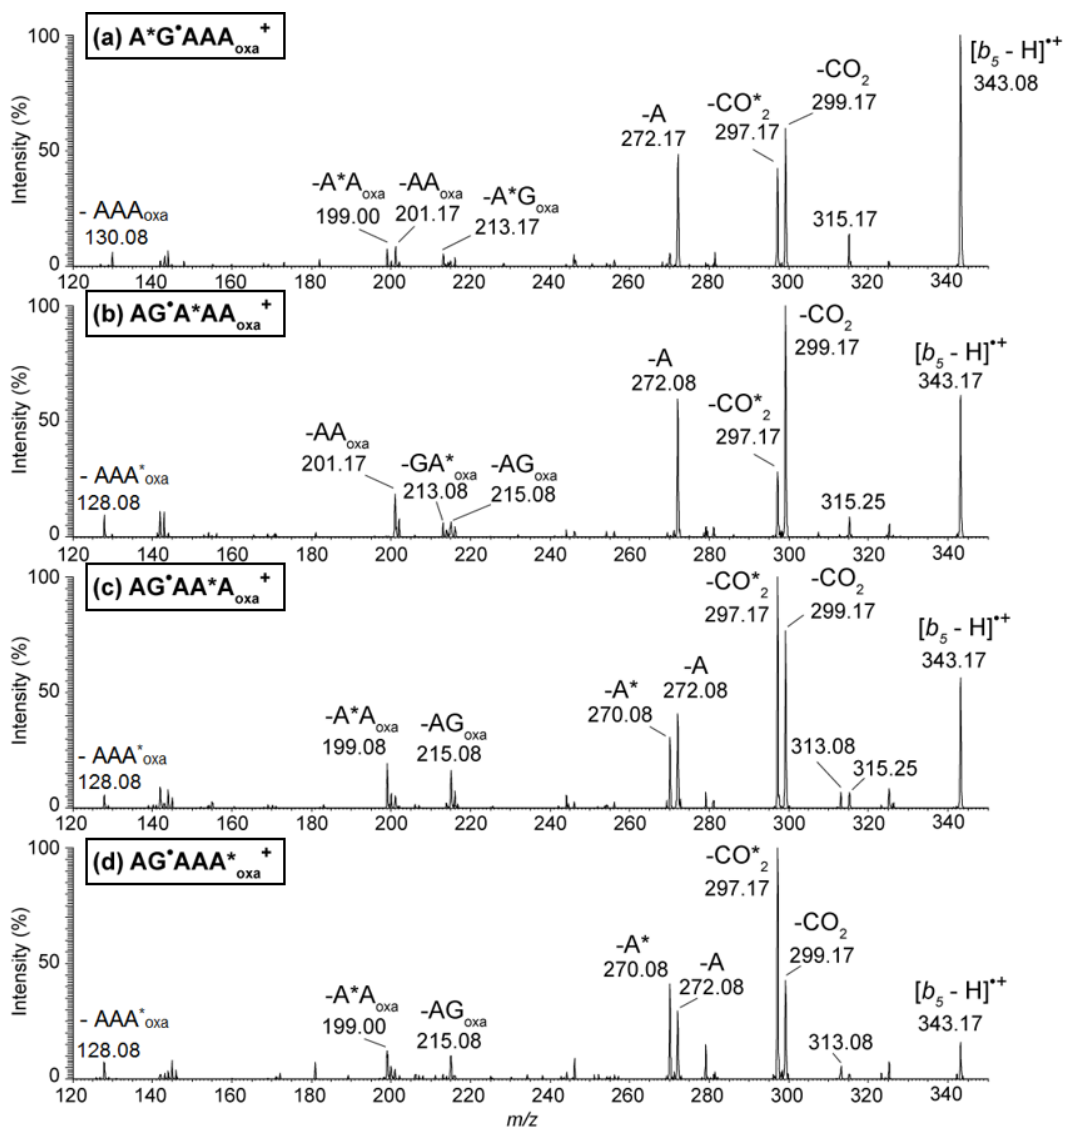 (a) A*G•AAAoxa+
Intensity (%)
100
50
0
- AAAoxa
130.08
-A*Aoxa
199.00
-AAoxa
201.17
-A*Goxa
213.17
-A
272.17
-CO*2
297.17
-CO2
299.17
315.17
[b5 - H]•+
343.08
120 140 160 180 200 220 240 260 280 300 320 340
(b) AG•A*AAoxa+
Intensity (%)
100
50
0
- AAA*oxa
128.08
-AAoxa
201.17
-GA*oxa
213.08
-AGoxa
215.08
-A
272.08
-CO*2
297.17
-CO2
299.17
315.25
[b5 - H]•+
343.17
120 140 160 180 200 220 240 260 280 300 320 340
(c) AG•AA*Aoxa+
Intensity (%)
100
50
0
- AAA*oxa
128.08
-A*Aoxa
199.08
-AGoxa
215.08
-A*
270.08
-A
272.08
-CO*2
297.17
-CO2
299.17
313.08
315.25
[b5 - H]•+
343.17
120 140 160 180 200 220 240 260 280 300 320 340
(d) AG•AAA*oxa+
Intensity (%)
100
50
0
- AAA*oxa
128.08
-A*Aoxa
199.00
-AGoxa
215.08
-A*
270.08
-A
272.08
-CO*2
297.17
-CO2
299.17
313.08
[b5 - H]•+
343.17
120 140 160 180 200 220 240 260 280 300 320 340
m/z